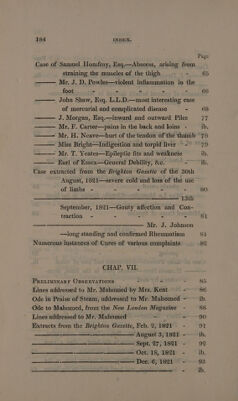 184 INDEX.
Page
Case of Samuel Homfray, Esq.—Abscess, arising from
straining the muscles of the thigh - 65
——— Mr. J. D. Powles—violent inflammation in the
foot - - - - - 66
——— John Shaw, Esq. L.L.D.—most interesting case
of mercurial and complicated disease - 68
——— J. Morgan, Esq.—inward and outward Piles 77
——— Mr. F. Carter—pains in the back and loins - ib.
——— Mr. H. Neave—hurt of the tendon of the thumb 79
——— Miss Bright—Indigestion and torpid liver - 79
——— Mr. T. Yeates—Epileptic fits and weakness ib.
——— Earl of Essex—General Debility, &c. - ib.
Case extracted from the Brighton Gazette of the 30th
August, 1821—severe cold and loss of the use
of limbs - - - - - 80
——— 13th
September, 1821—Gouty affection and Con-
traction - - - - - 81
——— Mr. J. Johnson
—long standing and confirmed Rheumatism 81
Numerous instances of Cures of various complaints 82
CHAP. VII.
PRELIMINARY OBSERVATIONS - - 85
Lines addressed to Mr. Mahomed by Mrs. Kent - 86
Ode in Praise of Steam, addressed to Mr. Mahomed - ib.
Ode to Mahomed, from the New London Magazine - 88
Lines addressed to Mr. Mahomed - - 90
Extracts from the Brighton Gazette, Feb. 2, 1821 - 91
——— August 3, 1821 - ib.
——— Sept. 27, 1821 - 92
——— Oct. 18, 1821 - ib.
——— Dec. 6, 1821 - 93
——— - ib.